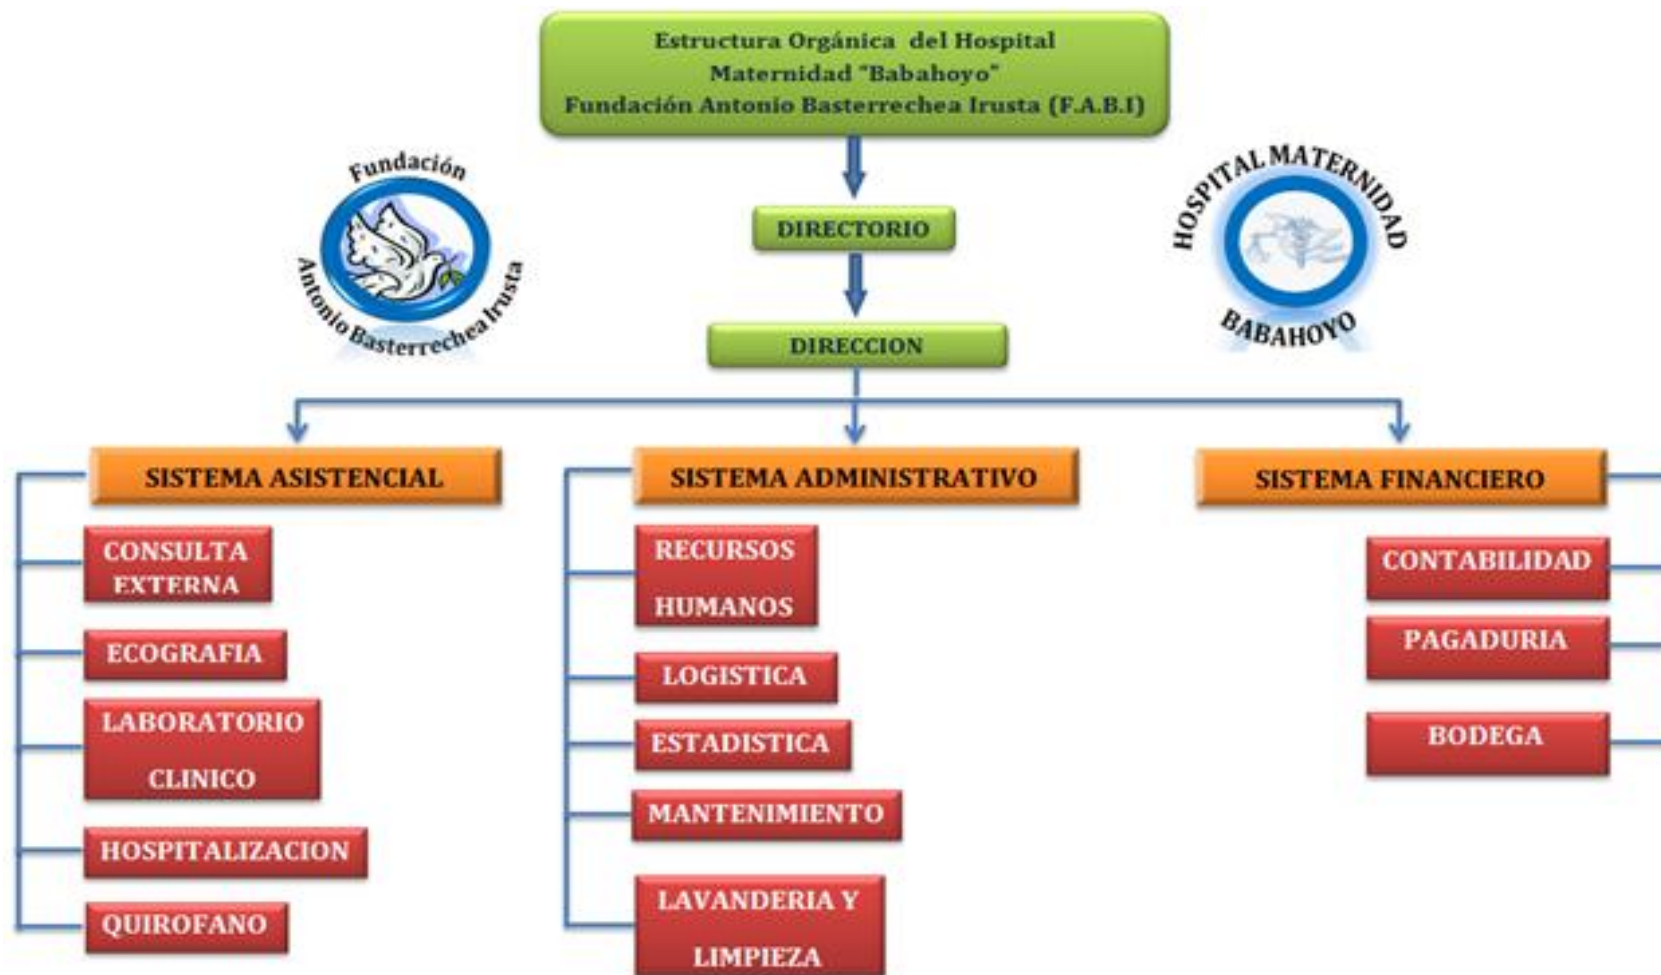 Estructura Orgánica del Hospital
Maternidad "Babahoyo"
Fundación Antonio Basterrechea Irusta (F.A.B.I)
Fundación
Antonio Basterrechea Irusta
HOSPITAL MATERNIDAD
BABAHOYO
DIRECTORIO
DIRECCION
SISTEMA ASISTENCIAL
CONSULTA
EXTERNA
ECOGRAFIA
LABORATORIO
CLINICO
HOSPITALIZACION
QUIROFANO
SISTEMA ADMINISTRATIVO
RECURSOS
HUMANOS
LOGISTICA
ESTADISTICA
MANTENIMIENTO
LAVANDERIA Y
LIMPIEZA
SISTEMA FINANCIERO
CONTABILIDAD
PAGADURIA
BODEGA